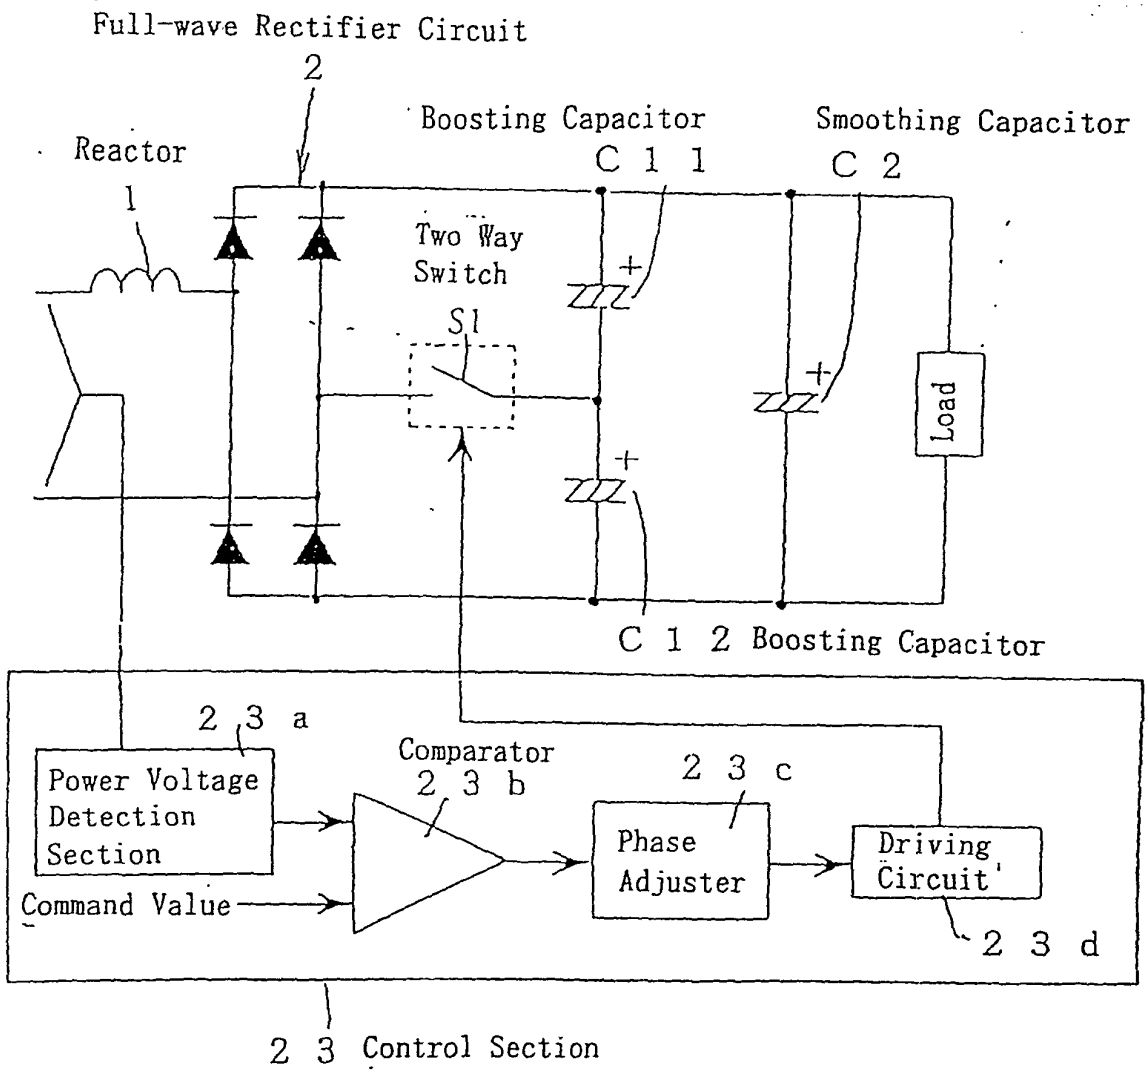 Full-wave Rectifier Circuit
2
Reactor
1
Boosting Capacitor
C 1 1
Smoothing Capacitor
C 2
Two Way
Switch
S1
+
+
+
Load
C 1 2 Boosting Capacitor
2 3 a
Power Voltage
Detection
Section
Command Value
Comparator
2 3 b
2 3 c
Phase
Adjuster
Driving
Circuit
2 3 d
2 3 Control Section